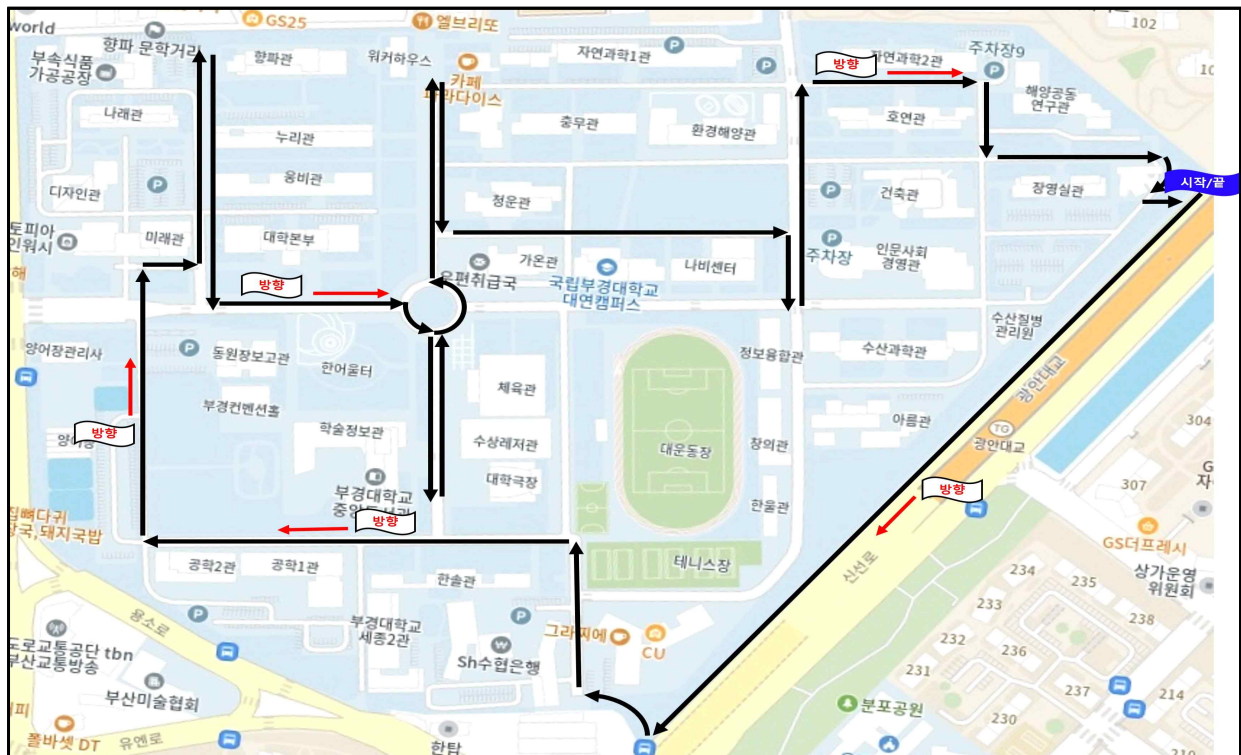 world
향파 문학거리
GS25
엘브리또
102
부속식품
가공공장
향파관
워커하우스
카페
자연과학1관
방향
자연과학2관
주차장9
해양공동
연구관
나래관
누리관
충무관
환경해양관
호연관
디자인관
웅비관
청운관
건축관
장영실관
시작/끝
토피아
인워시
미래관
대학본부
가온관
우편취급국
국립부경대학교
대연캠퍼스
나비센터
주차장
인문사회
경영관
해
방향
수산질병
관리원
양어장관리사
동원장보고관
한어울터
체육관
정보융합관
수산과학관
광안대교
부경컨벤션홀
아름관
TG
광안대교
304
방향
학술정보관
수상레저관
대운동장
창의관
대학극장
부경대학교
한울관
방향
307
방향
GS더프레시
공학2관
공학1관
한솔관
테니스장
신선로
상가운영
위원회
234
235
233
238
용소로
부경대학교
세종2관
그라찌에
CU
232
236
도로교통공단 tbn
부산교통방송
Sh수협은행
231
237
214
부산미술협회
분포공원
230
피
폴바셋 DT
유엔로
한탑